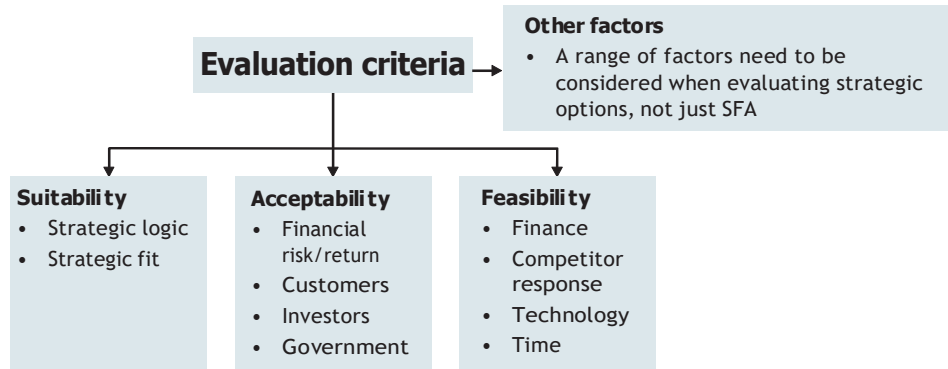 Evaluation criteria
Other factors
• A range of factors need to be
considered when evaluating strategic
options, not just SFA
Suitability
• Strategic logic
• Strategic fit
Acceptability
• Financial
risk/return
• Customers
• Investors
• Government
Feasibility
• Finance
• Competitor
response
• Technology
• Time